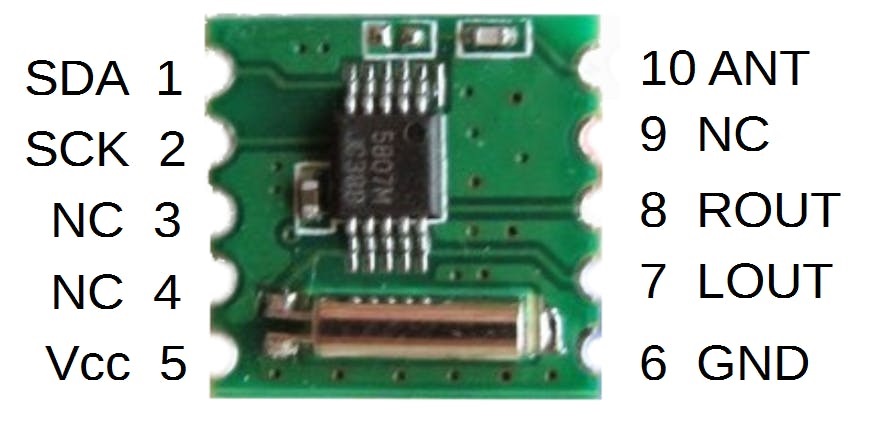 SDA 1
SCK 2
NC 3
NC 4
Vcc 5
10 ANT
9 NC
8 ROUT
7 LOUT
6 GND
5807M